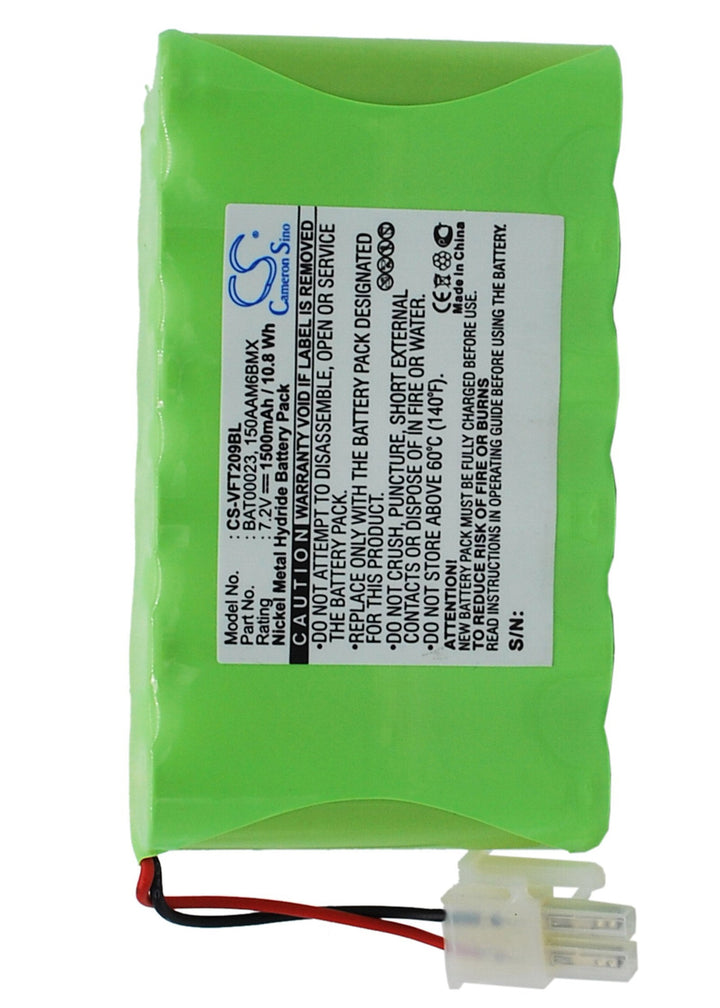 CS
Cameron Sino
Model No. : CS-VFT209BL
Part No. : BAT00023, 150AAM6BMX
Rating : 7.2V 1500mAh / 10.8 Wh
Nickel Metal Hydride Battery Pack
CAUTION WARRANTY VOID IF LABEL IS REMOVED
•DO NOT ATTEMPT TO DISASSEMBLE, OPEN OR SERVICE
THE BATTERY PACK.
•REPLACE ONLY WITH THE BATTERY PACK DESIGNATED
FOR THIS PRODUCT.
•DO NOT CRUSH, PUNCTURE, SHORT EXTERNAL
CONTACTS OR DISPOSE OF IN FIRE OR WATER.
•DO NOT STORE ABOVE 60°C (140°F).
CE
Made in China
ATTENTION!
NEW BATTERY PACK MUST BE FULLY CHARGED BEFORE USE.
TO REDUCE RISK OF FIRE OR BURNS
READ INSTRUCTIONS IN OPERATING GUIDE BEFORE USING BATTERY.
S/N: